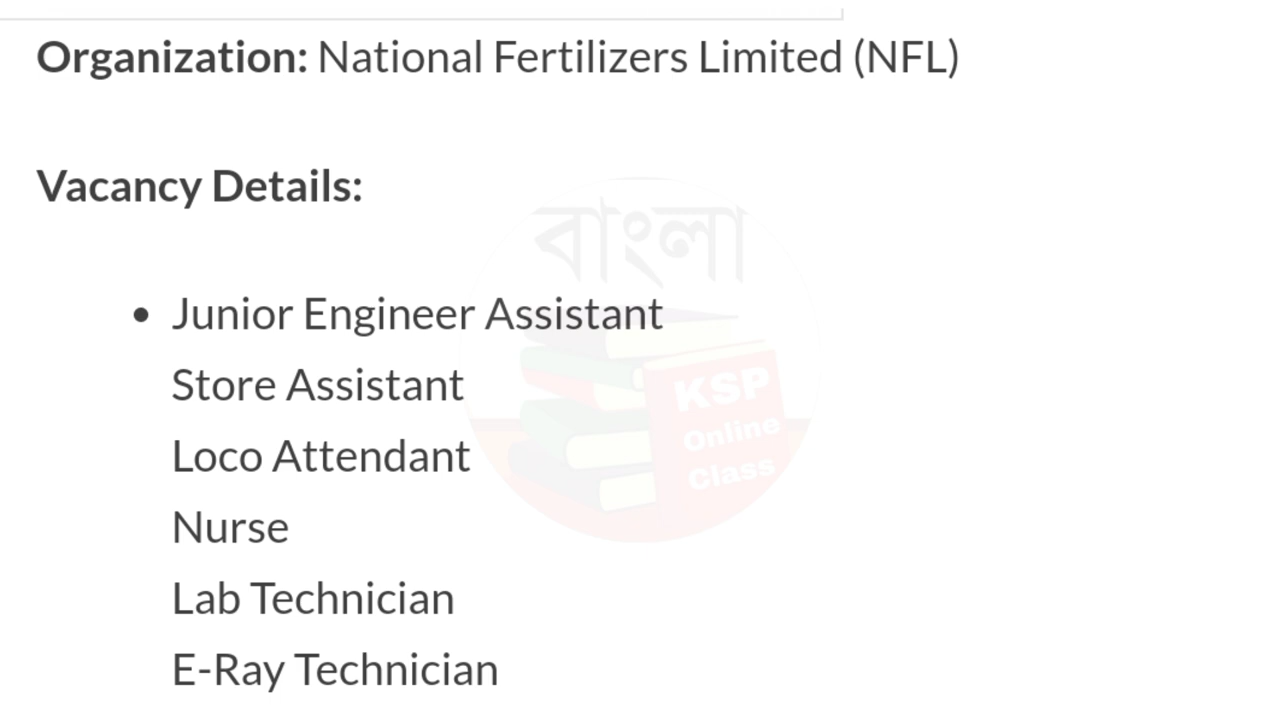 Organization: National Fertilizers Limited (NFL)
Vacancy Details:
• Junior Engineer Assistant
Store Assistant
Loco Attendant
Nurse
Lab Technician
E-Ray Technician
বাংলা
KSP
Online
Class